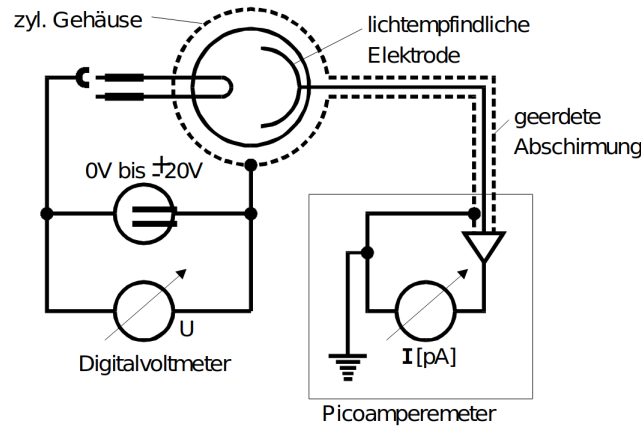 zyl. Gehäuse
lichtempfindliche
Elektrode
geerdete
Abschirmung
0V bis ±20V
U
Digitalvoltmeter
I [pA]
Picoamperemeter